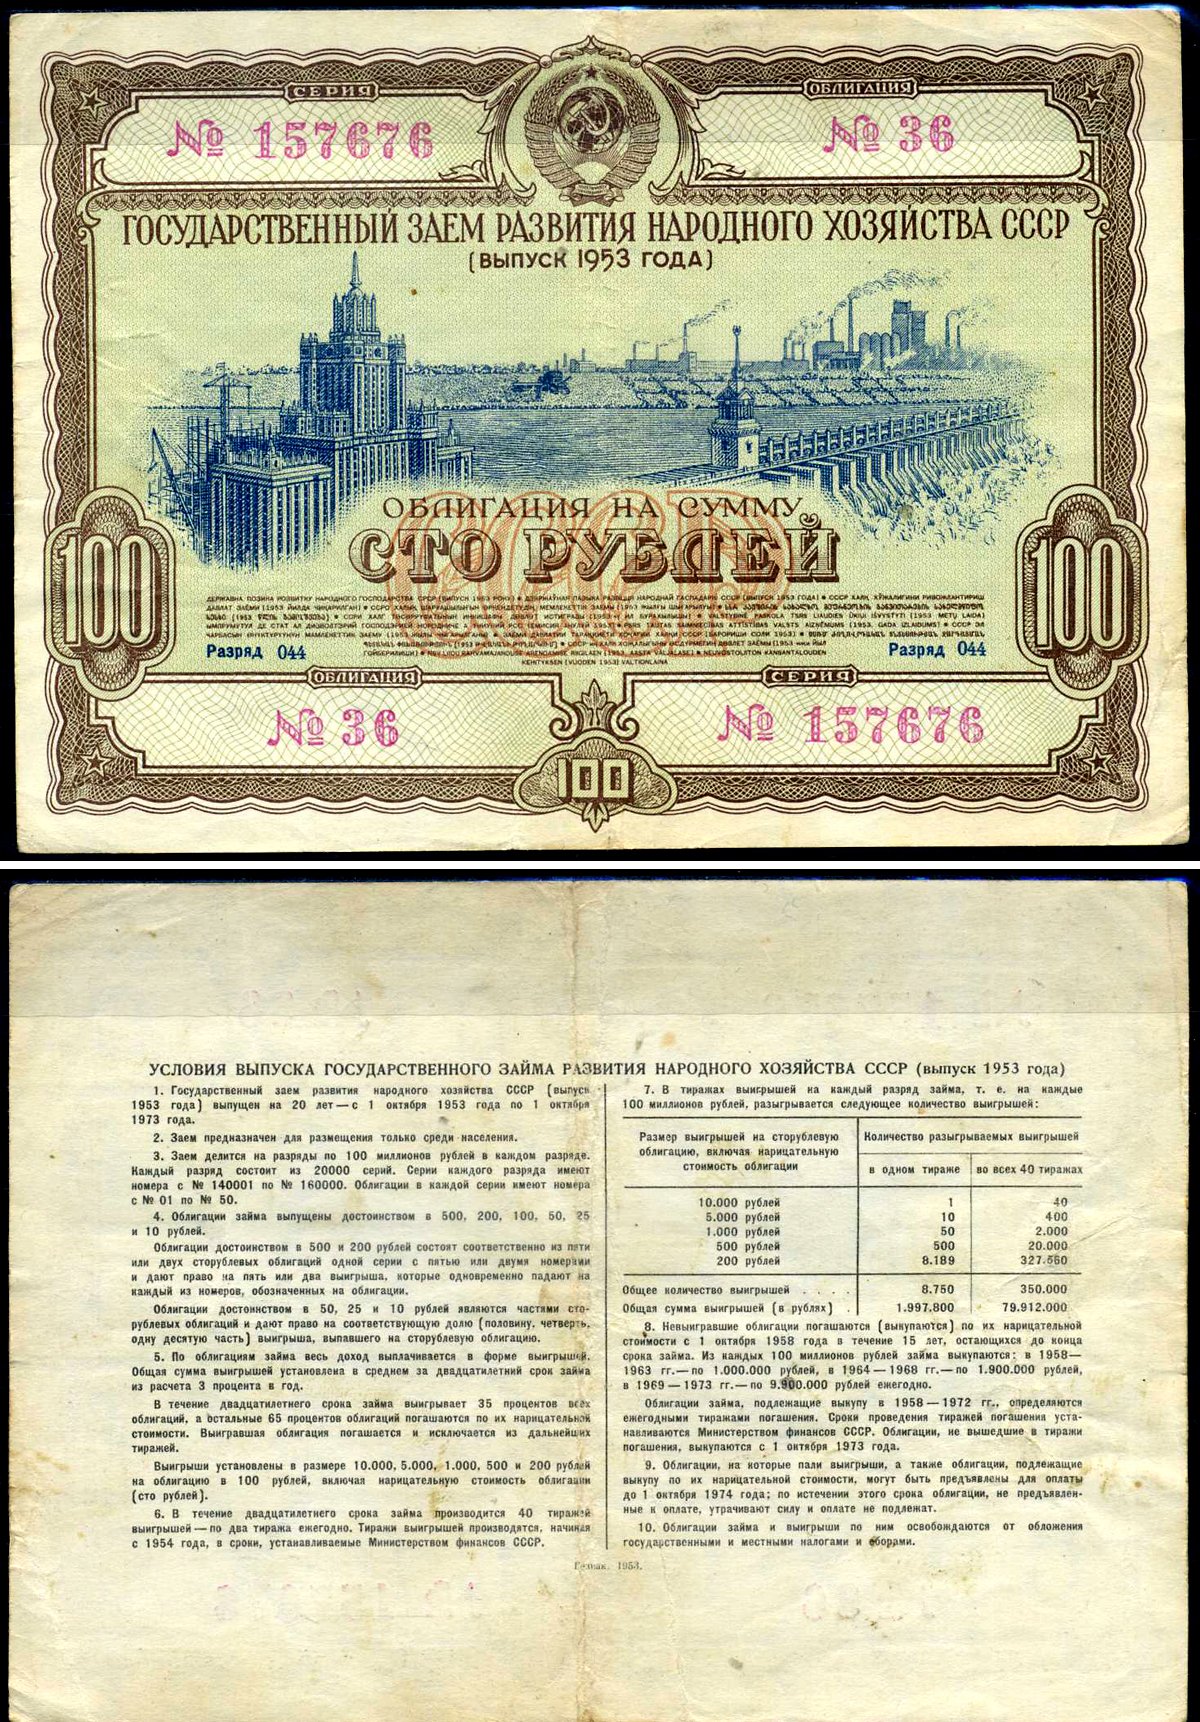 СЕРИЯ
ОБЛИГАЦИЯ
№ 157676
№ 36
ГОСУДАРСТВЕННЫЙ ЗАЕМ РАЗВИТИЯ НАРОДНОГО ХОЗЯЙСТВА СССР
(ВЫПУСК 1953 ГОДА)
ОБЛИГАЦИЯ НА СУММУ
СТО РУБЛЕЙ
100
100
ДЕРЖАВНА ПОЗИКА РОЗВИТКУ НАРОДНОГО ГОСПОДАРСТВА СРСР (ВИПУСК 1953 РОКУ)
KEHITYKSEN (VUODEN 1953) VALTIONLAINA
Разряд 044
Разряд 044
ОБЛИГАЦИЯ
СЕРИЯ
№ 36
№ 157676
100
УСЛОВИЯ ВЫПУСКА ГОСУДАРСТВЕННОГО ЗАЙМА РАЗВИТИЯ НАРОДНОГО ХОЗЯЙСТВА СССР (выпуск 1953 года)
1. Государственный заем развития народного хозяйства СССР (выпуск
1953 года) выпущен на 20 лет — с 1 октября 1953 года по 1 октября
1973 года.
2. Заем предназначен для размещения только среди населения.
3. Заем делится на разряды по 100 миллионов рублей в каждом разряде.
Каждый разряд состоит из 20000 серий. Серии каждого разряда имеют
номера с № 140001 по № 160000. Облигации в каждой серии имеют номера
с № 01 по № 50.
4. Облигации займа выпущены достоинством в 500, 200, 100, 50, 25
и 10 рублей.
Облигации достоинством в 500 и 200 рублей состоят соответственно из пяти
или двух сторублевых облигаций одной серии с пятью или двумя номерами
и дают право на пять или два выигрыша, которые одновременно падают на
каждый из номеров, обозначенных на облигации.
Облигации достоинством в 50, 25 и 10 рублей являются частями сто-
рублевых облигаций и дают право на соответствующую долю (половину, четверть,
одну десятую часть) выигрыша, выпавшего на сторублевую облигацию.
5. По облигациям займа весь доход выплачивается в форме выигрышей.
Общая сумма выигрышей установлена в среднем за двадцатилетний срок займа
из расчета 3 процента в год.
В течение двадцатилетнего срока займа выигрывает 35 процентов всех
облигаций, а остальные 65 процентов облигаций погашаются по их нарицательной
стоимости. Выигравшая облигация погашается и исключается из дальнейших
тиражей.
Выигрыши установлены в размере 10.000, 5.000, 1.000, 500 и 200 рублей
на облигацию в 100 рублей, включая нарицательную стоимость облигации
(сто рублей).
6. В течение двадцатилетнего срока займа производится 40 тиражей
выигрышей — по два тиража ежегодно. Тиражи выигрышей производятся, начиная
с 1954 года, в сроки, устанавливаемые Министерством финансов СССР.
7. В тиражах выигрышей на каждый разряд займа, т. е. на каждые
100 миллионов рублей, разыгрывается следующее количество выигрышей:
Размер выигрышей на сторублевую
облигацию, включая нарицательную
стоимость облигации
Количество разыгрываемых выигрышей
в одном тираже
во всех 40 тиражах
10.000 рублей 1 40
5.000 рублей 10 400
1.000 рублей 50 2.000
500 рублей 500 20.000
200 рублей 8.189 327.560
Общее количество выигрышей . . . . 8.750 350.000
Общая сумма выигрышей (в рублях) . 1.997.800 79.912.000
8. Невыигравшие облигации погашаются (выкупаются) по их нарицательной
стоимости с 1 октября 1958 года в течение 15 лет, остающихся до конца
срока займа. Из каждых 100 миллионов рублей займа выкупаются: в 1958—
1963 гг. — по 1.000.000 рублей, в 1964 — 1968 гг. — по 1.900.000 рублей,
в 1969 — 1973 гг. — по 9.900.000 рублей ежегодно.
Облигации займа, подлежащие выкупу в 1958 — 1972 гг., определяются
ежегодными тиражами погашения. Сроки проведения тиражей погашения уста-
навливаются Министерством финансов СССР. Облигации, не вышедшие в тиражи
погашения, выкупаются с 1 октября 1973 года.
9. Облигации, на которые пали выигрыши, а также облигации, подлежащие
выкупу по их нарицательной стоимости, могут быть предъявлены для оплаты
до 1 октября 1974 года; по истечении этого срока облигации, не предъявлен-
ные к оплате, утрачивают силу и оплате не подлежат.
10. Облигации займа и выигрыши по ним освобождаются от обложения
государственными и местными налогами и сборами.
Гознак. 1953.